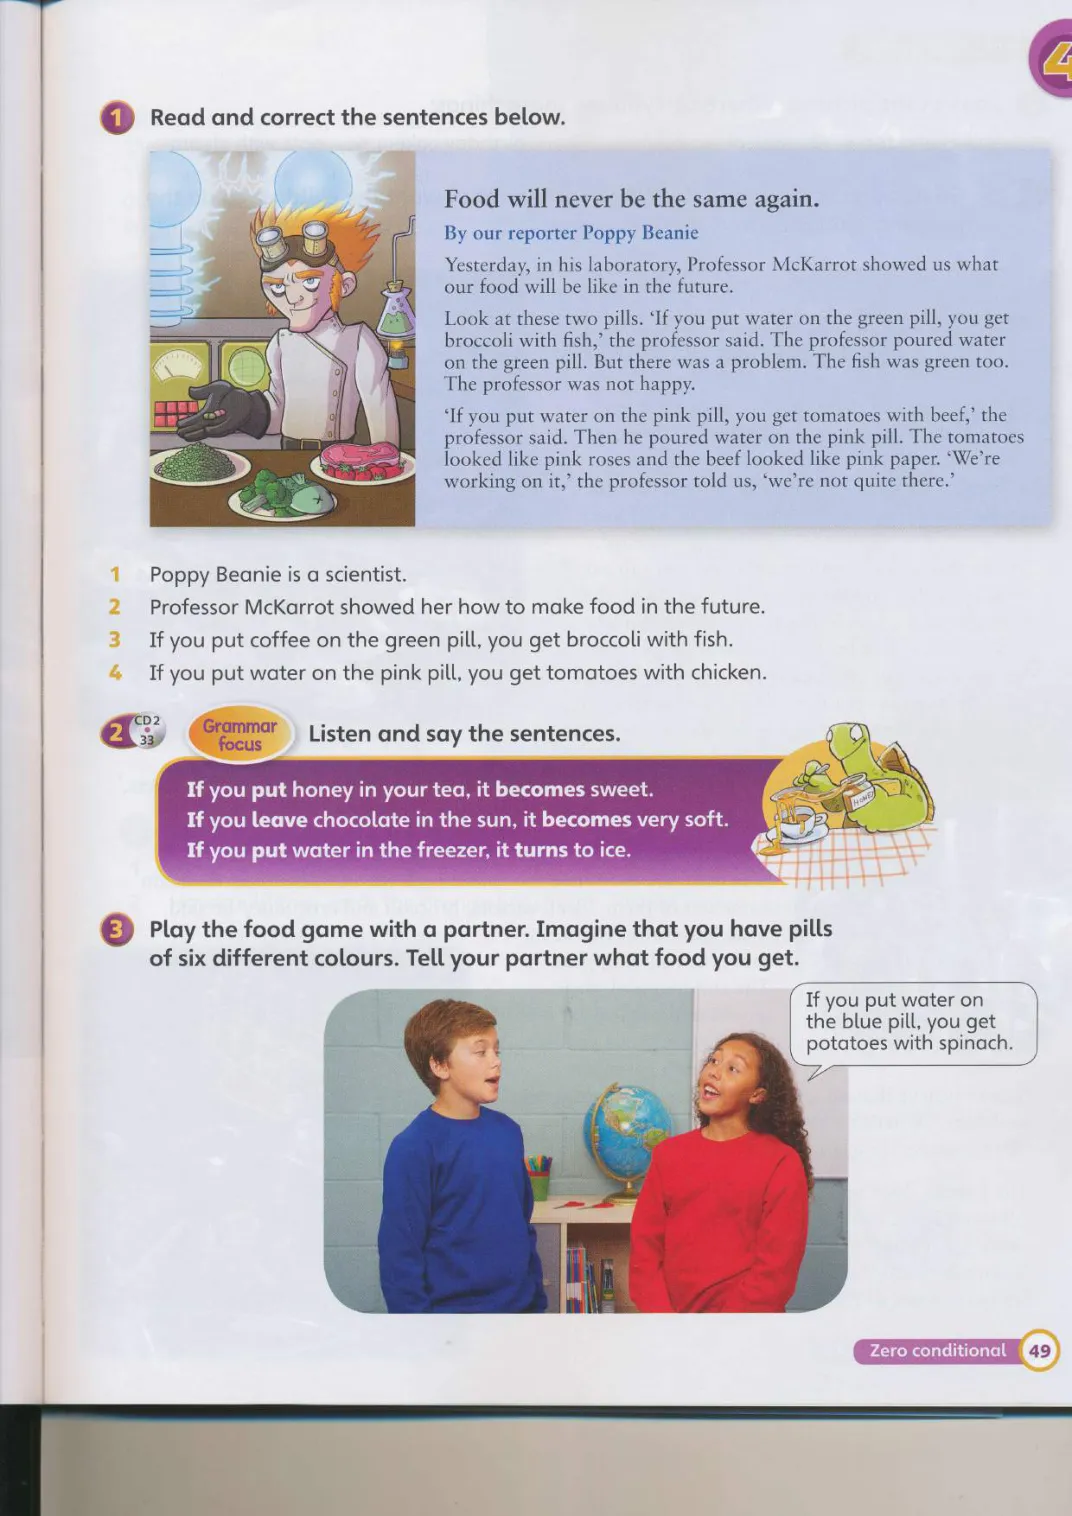 4
1 Read and correct the sentences below.
Food will never be the same again.
By our reporter Poppy Beanie
Yesterday, in his laboratory, Professor McKarrot showed us what
our food will be like in the future.
Look at these two pills. ‘If you put water on the green pill, you get
broccoli with fish,’ the professor said. The professor poured water
on the green pill. But there was a problem. The fish was green too.
The professor was not happy.
‘If you put water on the pink pill, you get tomatoes with beef,’ the
professor said. Then he poured water on the pink pill. The tomatoes
looked like pink roses and the beef looked like pink paper. ‘We’re
working on it,’ the professor told us, ‘we’re not quite there.’
1 Poppy Beanie is a scientist.
2 Professor McKarrot showed her how to make food in the future.
3 If you put coffee on the green pill, you get broccoli with fish.
4 If you put water on the pink pill, you get tomatoes with chicken.
2 CD2 33 Grammar focus Listen and say the sentences.
If you put honey in your tea, it becomes sweet.
If you leave chocolate in the sun, it becomes very soft.
If you put water in the freezer, it turns to ice.
HONEY
3 Play the food game with a partner. Imagine that you have pills
of six different colours. Tell your partner what food you get.
If you put water on
the blue pill, you get
potatoes with spinach.
Zero conditional 49